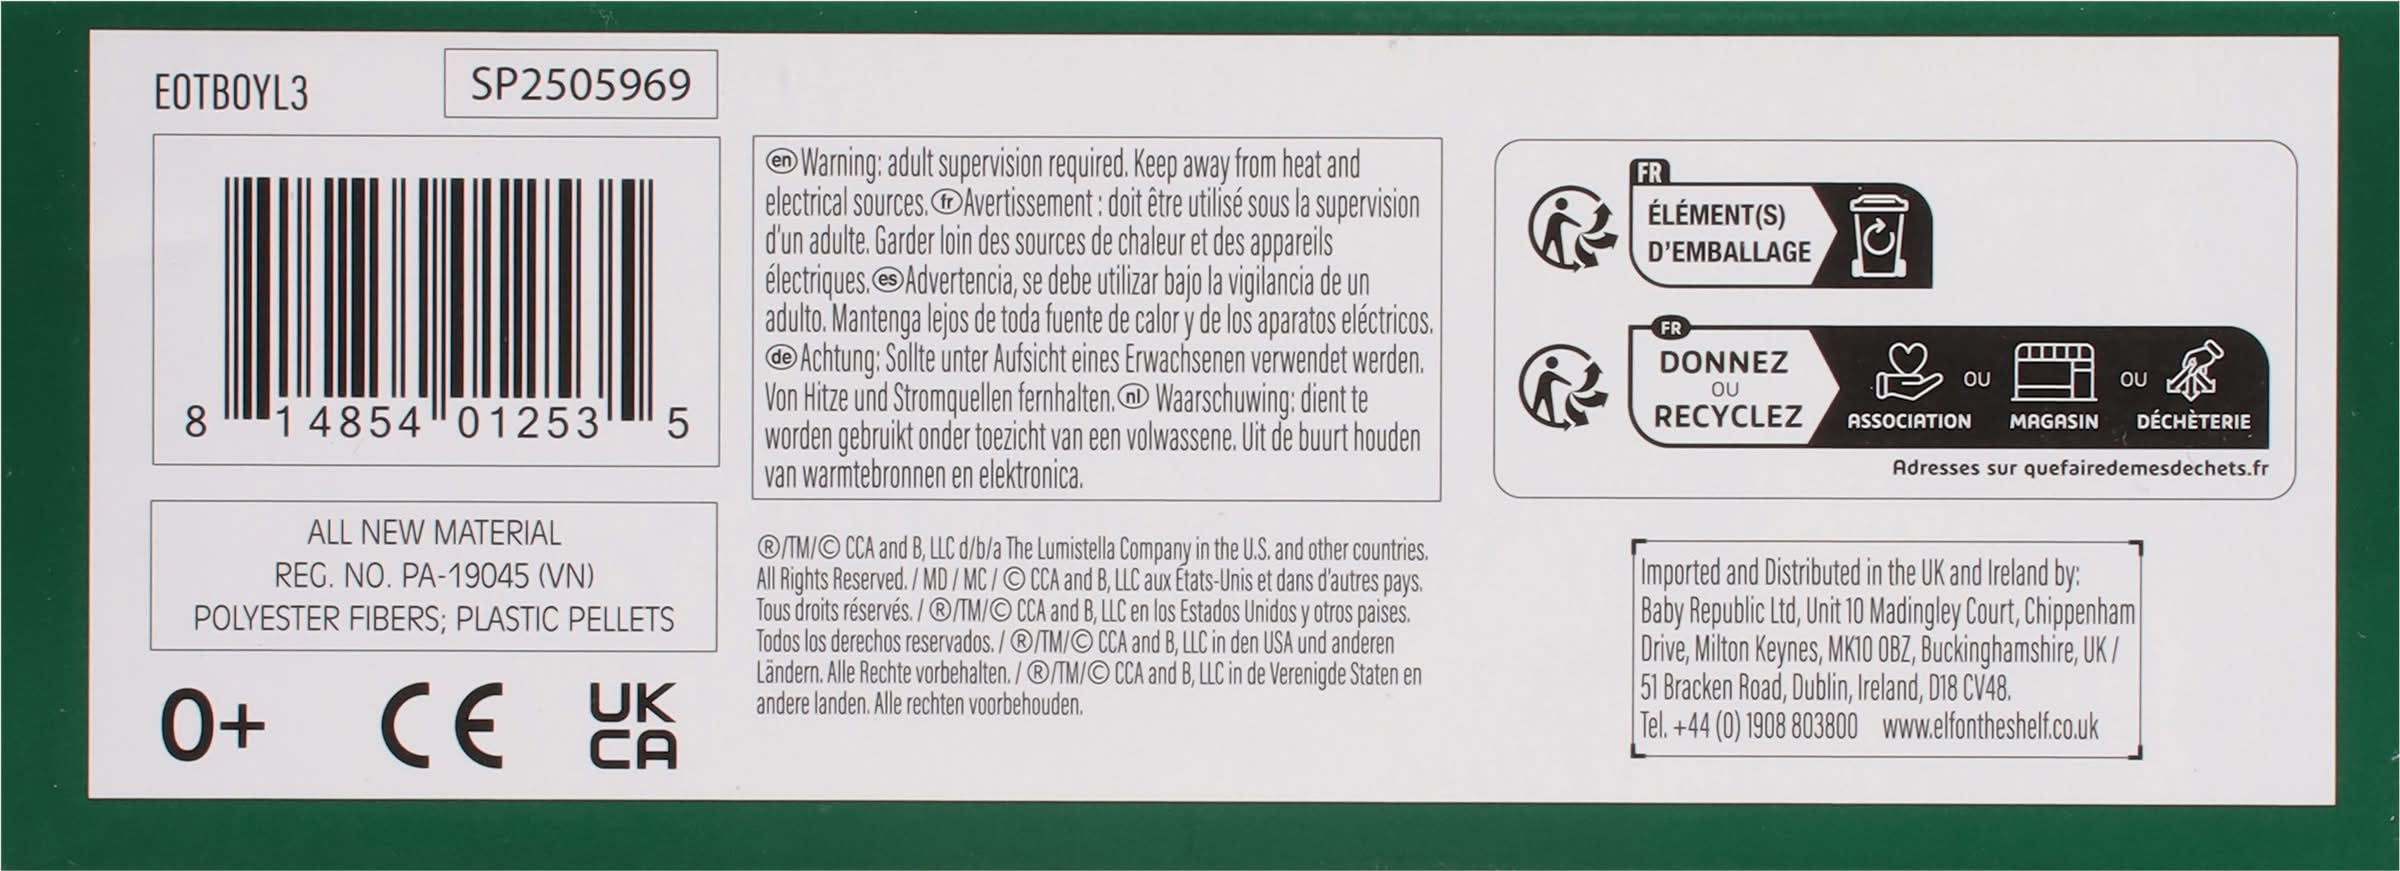 EOTBOYL3
SP2505969
8 14854 01253 5
ALL NEW MATERIAL
REG. NO. PA-19045 (VN)
POLYESTER FIBERS; PLASTIC PELLETS
0+ CE UK
CA
en Warning: adult supervision required. Keep away from heat and
electrical sources. fr Avertissement : doit être utilisé sous la supervision
d'un adulte. Garder loin des sources de chaleur et des appareils
électriques. es Advertencia, se debe utilizar bajo la vigilancia de un
adulto. Mantenga lejos de toda fuente de calor y de los aparatos eléctricos.
de Achtung: Sollte unter Aufsicht eines Erwachsenen verwendet werden.
Von Hitze und Stromquellen fernhalten. nl Waarschuwing: dient te
worden gebruikt onder toezicht van een volwassene. Uit de buurt houden
van warmtebronnen en elektronica.
®/TM/© CCA and B, LLC d/b/a The Lumistella Company in the U.S. and other countries.
All Rights Reserved. / MD / MC / © CCA and B, LLC aux États-Unis et dans d'autres pays.
Tous droits réservés. / ®/TM/© CCA and B, LLC en los Estados Unidos y otros paises.
Todos los derechos reservados. / ®/TM/© CCA and B, LLC in den USA und anderen
Ländern. Alle Rechte vorbehalten. / ®/TM/© CCA and B, LLC in de Verenigde Staten en
andere landen. Alle rechten voorbehouden.
FR
ÉLÉMENT(S)
D'EMBALLAGE
FR
DONNEZ
OU
RECYCLEZ
OU OU
ASSOCIATION MAGASIN DÉCHÈTERIE
Adresses sur quefairedemesdechets.fr
Imported and Distributed in the UK and Ireland by:
Baby Republic Ltd, Unit 10 Madingley Court, Chippenham
Drive, Milton Keynes, MK10 0BZ, Buckinghamshire, UK /
51 Bracken Road, Dublin, Ireland, D18 CV48.
Tel. +44 (0) 1908 803800 www.elfontheshelf.co.uk